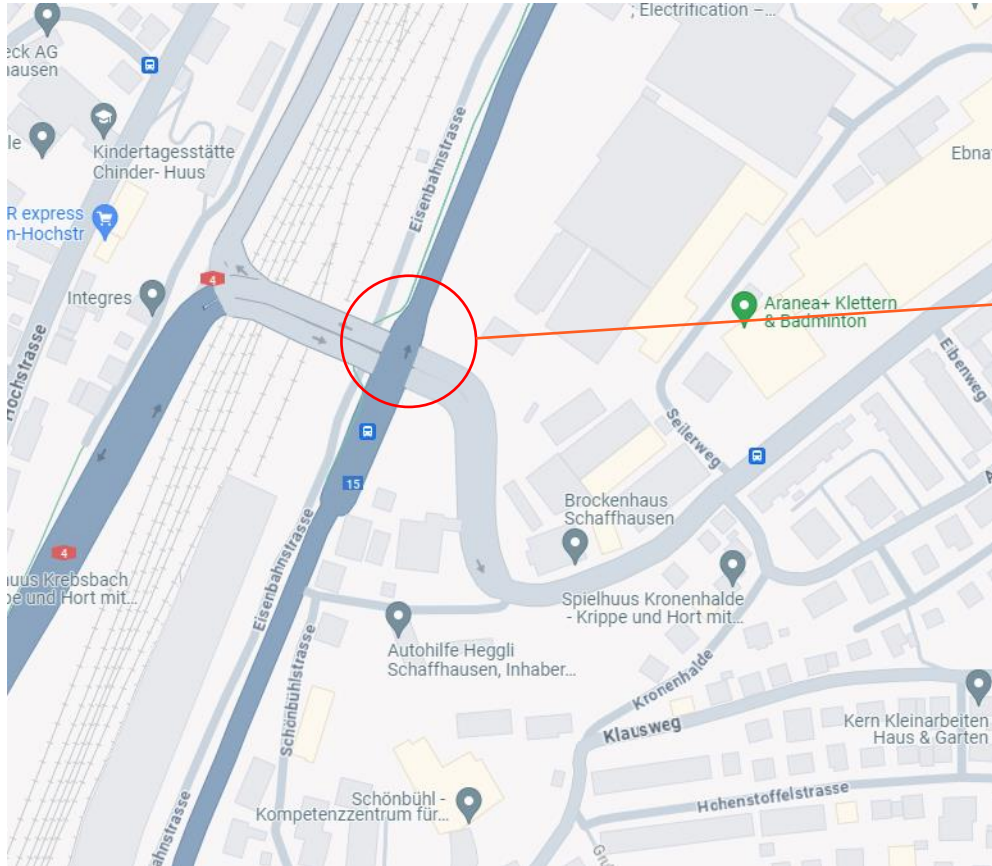 ; Electrification –...
eck AG
hausen
Kindertagesstätte
Chinder- Huus
le
Eisenbahnstrasse
Ebna
R express
n-Hochstr
4
Integres
Aranea+ Klettern
& Badminton
Hochstrasse
Eibenweg
Seilerweg
15
Brockenhaus
Schaffhausen
A
4
uus Krebsbach
pe und Hort mit...
Eisenbahnstrasse
Spielhuus Kronenhalde
- Krippe und Hort mit...
Autohilfe Heggli
Schaffhausen, Inhaber...
Schönbühlstrasse
Kronenhalde
Klausweg
Kern Kleinarbeiten
Haus & Garten
Schönbühl -
Kompetenzzentrum für...
Hohenstoffelstrasse
ahnstrasse
Gru